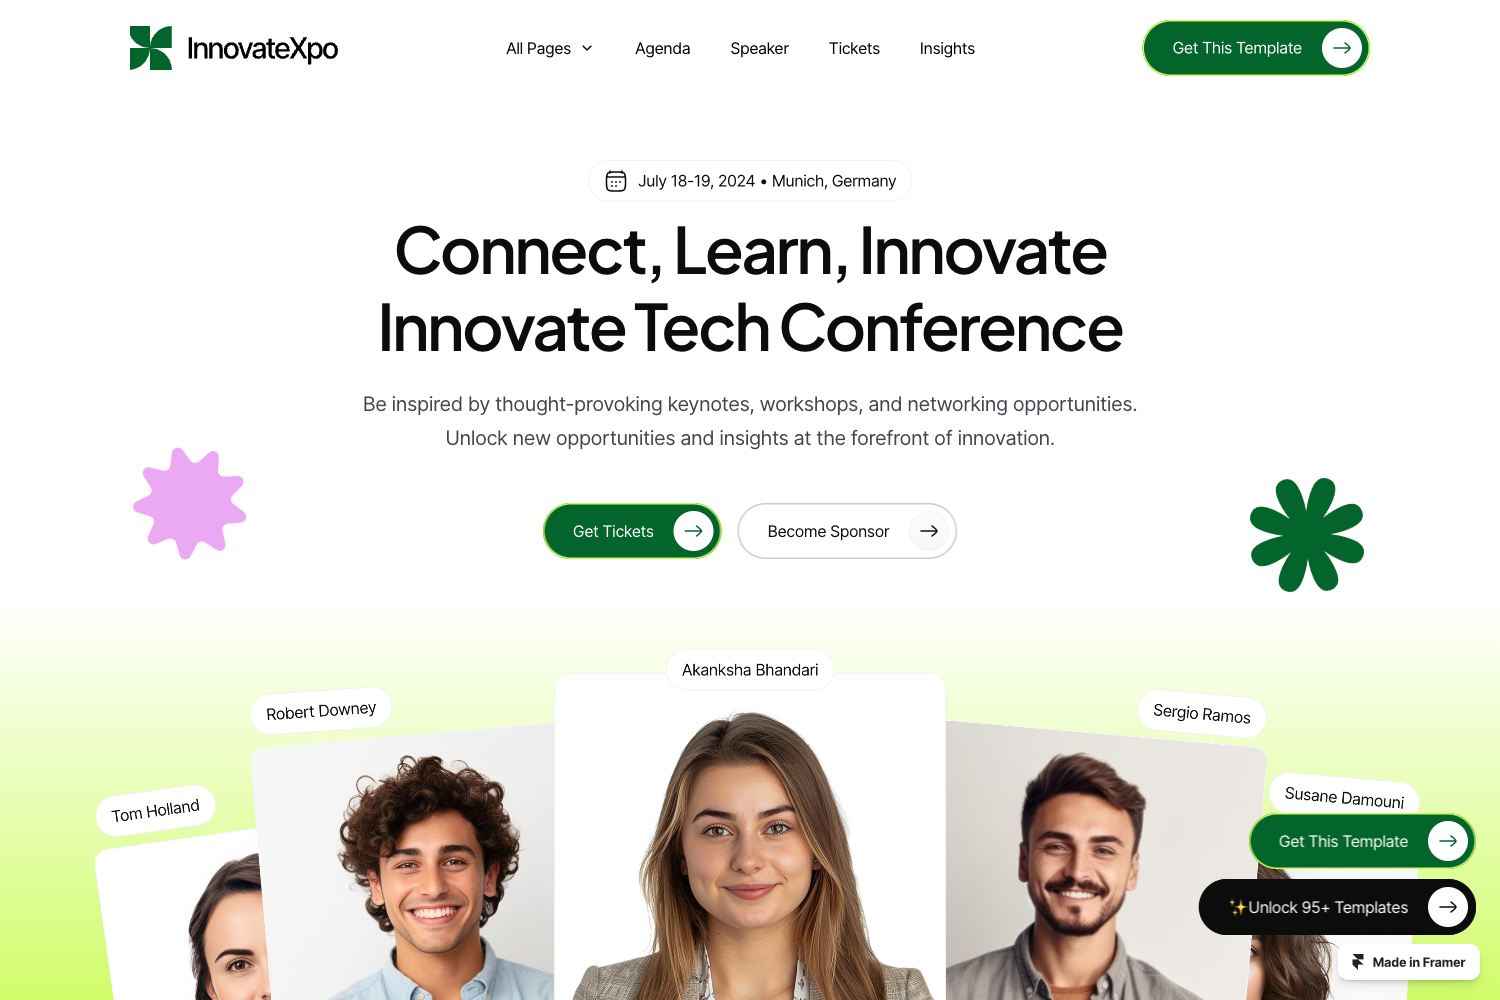 InnovateXpo
All Pages
Agenda
Speaker
Tickets
Insights
Get This Template
July 18-19, 2024 • Munich, Germany
Connect, Learn, Innovate
Innovate Tech Conference
Be inspired by thought-provoking keynotes, workshops, and networking opportunities.
Unlock new opportunities and insights at the forefront of innovation.
Get Tickets
Become Sponsor
Akanksha Bhandari
Robert Downey
Sergio Ramos
Tom Holland
Susane Damouni
Get This Template
✨Unlock 95+ Templates
Made in Framer